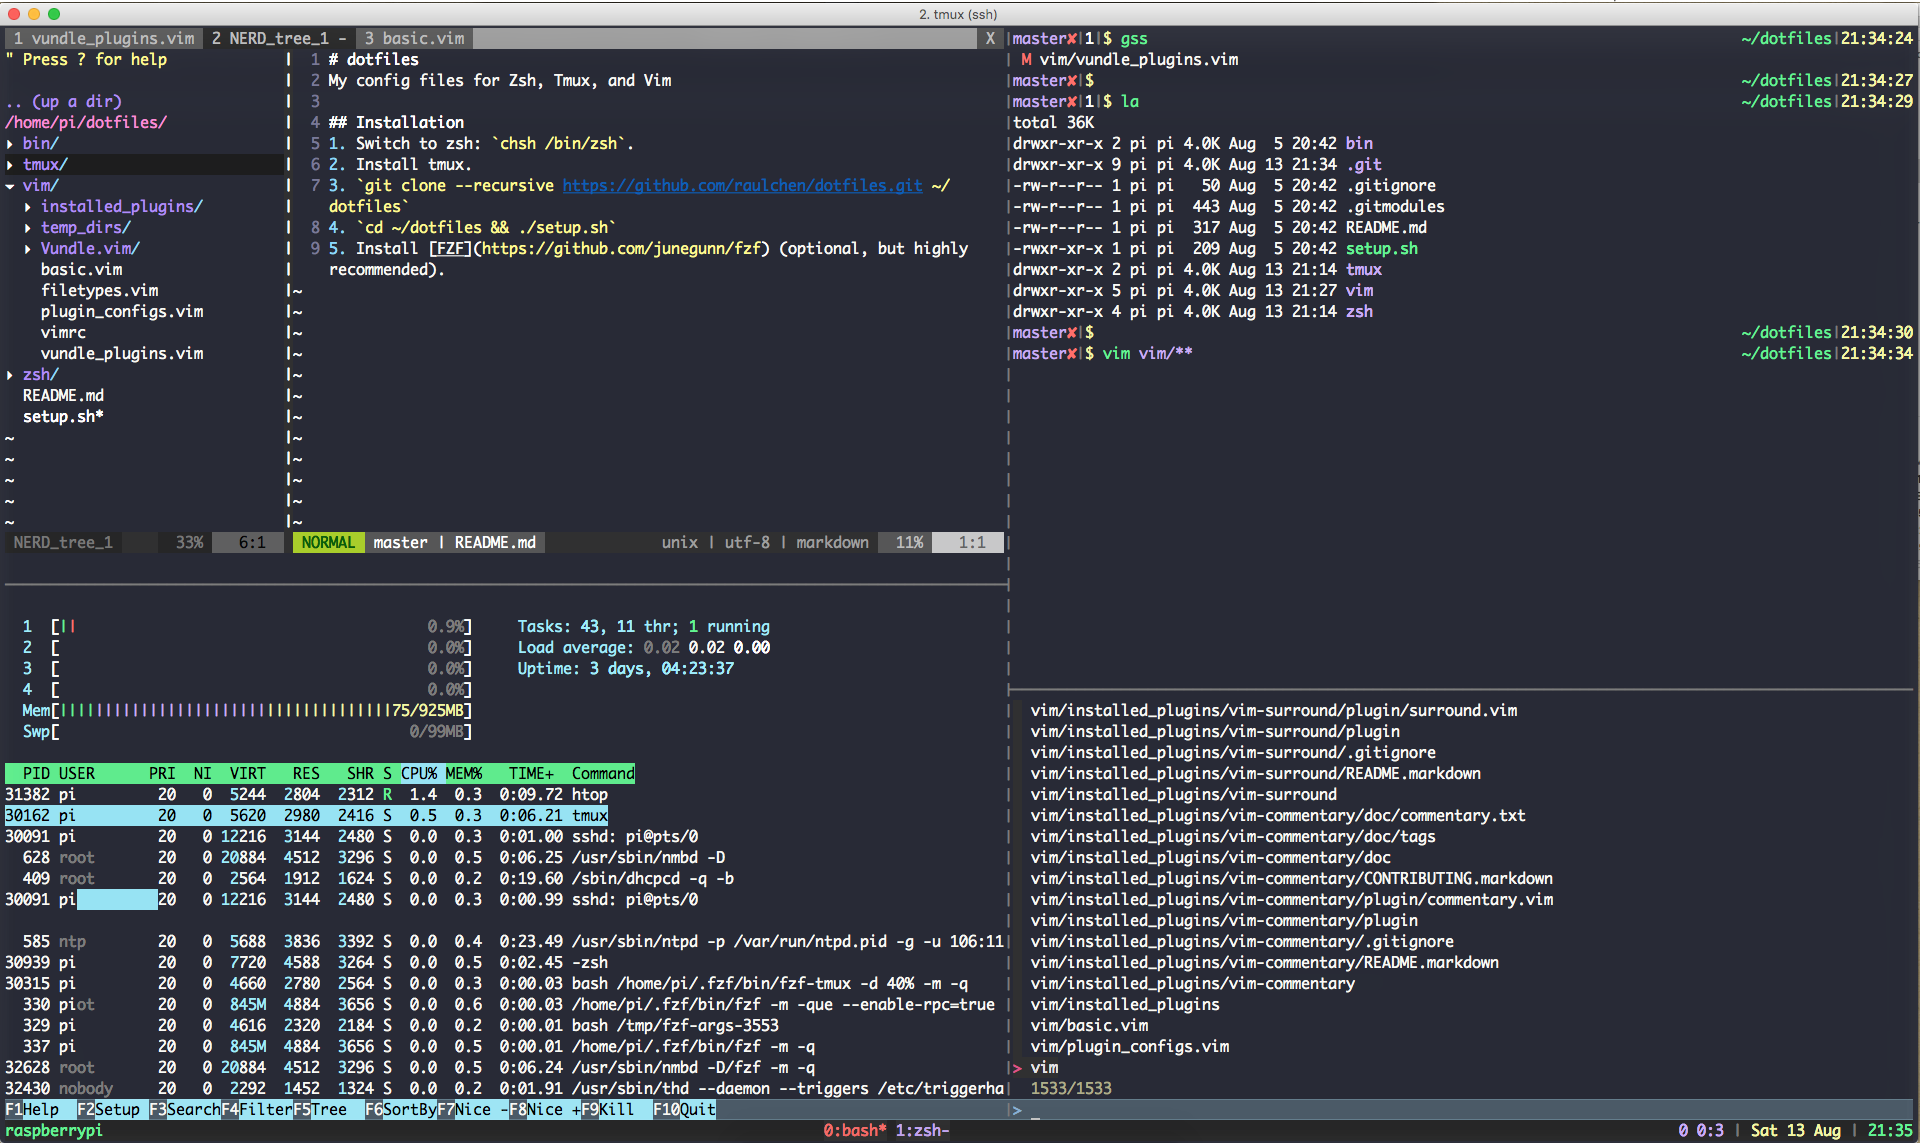 2. tmux (ssh)
1 vundle_plugins.vim 2 NERD_tree_1 - 3 basic.vim X
" Press ? for help
.. (up a dir)
/home/pi/dotfiles/
▸ bin/
▸ tmux/
▾ vim/
▸ installed_plugins/
▸ temp_dirs/
▸ Vundle.vim/
basic.vim
filetypes.vim
plugin_configs.vim
vimrc
vundle_plugins.vim
▸ zsh/
README.md
setup.sh*
~
~
~
~
~
NERD_tree_1 33% 6:1
1 # dotfiles
2 My config files for Zsh, Tmux, and Vim
3
4 ## Installation
5 1. Switch to zsh: `chsh /bin/zsh`.
6 2. Install tmux.
7 3. `git clone --recursive https://github.com/raulchen/dotfiles.git ~/
dotfiles`
8 4. `cd ~/dotfiles && ./setup.sh`
9 5. Install [FZF](https://github.com/junegunn/fzf) (optional, but highly
recommended).
~
~
~
~
~
~
~
~
~
~
~
~
NORMAL master | README.md unix | utf-8 | markdown 11% 1:1
master✘|1|$ gss ~/dotfiles|21:34:24
M vim/vundle_plugins.vim
master✘|$ ~/dotfiles|21:34:27
master✘|1|$ la ~/dotfiles|21:34:29
total 36K
drwxr-xr-x 2 pi pi 4.0K Aug 5 20:42 bin
drwxr-xr-x 9 pi pi 4.0K Aug 13 21:34 .git
-rw-r--r-- 1 pi pi 50 Aug 5 20:42 .gitignore
-rw-r--r-- 1 pi pi 443 Aug 5 20:42 .gitmodules
-rw-r--r-- 1 pi pi 317 Aug 5 20:42 README.md
-rwxr-xr-x 1 pi pi 209 Aug 5 20:42 setup.sh
drwxr-xr-x 2 pi pi 4.0K Aug 13 21:14 tmux
drwxr-xr-x 5 pi pi 4.0K Aug 13 21:27 vim
drwxr-xr-x 4 pi pi 4.0K Aug 13 21:14 zsh
master✘|$ ~/dotfiles|21:34:30
master✘|$ vim vim/** ~/dotfiles|21:34:34
1 [|| 0.9%] Tasks: 43, 11 thr; 1 running
2 [ 0.0%] Load average: 0.02 0.02 0.00
3 [ 0.0%] Uptime: 3 days, 04:23:37
4 [ 0.0%]
Mem[|||||||||||||||||||||||||||||||||||||75/925MB]
Swp[ 0/99MB]
PID USER PRI NI VIRT RES SHR S CPU% MEM% TIME+ Command
31382 pi 20 0 5244 2804 2312 R 1.4 0.3 0:09.72 htop
30162 pi 20 0 5620 2980 2416 S 0.5 0.3 0:06.21 tmux
30091 pi 20 0 12216 3144 2480 S 0.0 0.3 0:01.00 sshd: pi@pts/0
628 root 20 0 20884 4512 3296 S 0.0 0.5 0:06.25 /usr/sbin/nmbd -D
409 root 20 0 2564 1912 1624 S 0.0 0.2 0:19.60 /sbin/dhcpcd -q -b
30091 pi 20 0 12216 3144 2480 S 0.0 0.3 0:00.99 sshd: pi@pts/0
585 ntp 20 0 5688 3836 3392 S 0.0 0.4 0:23.49 /usr/sbin/ntpd -p /var/run/ntpd.pid -g -u 106:11
30939 pi 20 0 7720 4588 3264 S 0.0 0.5 0:02.45 -zsh
30315 pi 20 0 4660 2780 2564 S 0.0 0.3 0:00.03 bash /home/pi/.fzf/bin/fzf-tmux -d 40% -m -q
330 piot 20 0 845M 4884 3656 S 0.0 0.6 0:00.03 /home/pi/.fzf/bin/fzf -m -que --enable-rpc=true
329 pi 20 0 4616 2320 2184 S 0.0 0.2 0:00.01 bash /tmp/fzf-args-3553
337 pi 20 0 845M 4884 3656 S 0.0 0.5 0:00.01 /home/pi/.fzf/bin/fzf -m -q
32628 root 20 0 20884 4512 3296 S 0.0 0.5 0:06.24 /usr/sbin/nmbd -D/fzf -m -q
32430 nobody 20 0 2292 1452 1324 S 0.0 0.2 0:01.91 /usr/sbin/thd --daemon --triggers /etc/triggerha
F1Help F2Setup F3SearchF4FilterF5Tree F6SortByF7Nice -F8Nice +F9Kill F10Quit
vim/installed_plugins/vim-surround/plugin/surround.vim
vim/installed_plugins/vim-surround/plugin
vim/installed_plugins/vim-surround/.gitignore
vim/installed_plugins/vim-surround/README.markdown
vim/installed_plugins/vim-surround
vim/installed_plugins/vim-commentary/doc/commentary.txt
vim/installed_plugins/vim-commentary/doc/tags
vim/installed_plugins/vim-commentary/doc
vim/installed_plugins/vim-commentary/CONTRIBUTING.markdown
vim/installed_plugins/vim-commentary/plugin/commentary.vim
vim/installed_plugins/vim-commentary/plugin
vim/installed_plugins/vim-commentary/.gitignore
vim/installed_plugins/vim-commentary/README.markdown
vim/installed_plugins/vim-commentary
vim/installed_plugins
vim/basic.vim
vim/plugin_configs.vim
> vim
1533/1533
> _
raspberrypi 0:bash* 1:zsh- 0 0:3 | Sat 13 Aug | 21:35